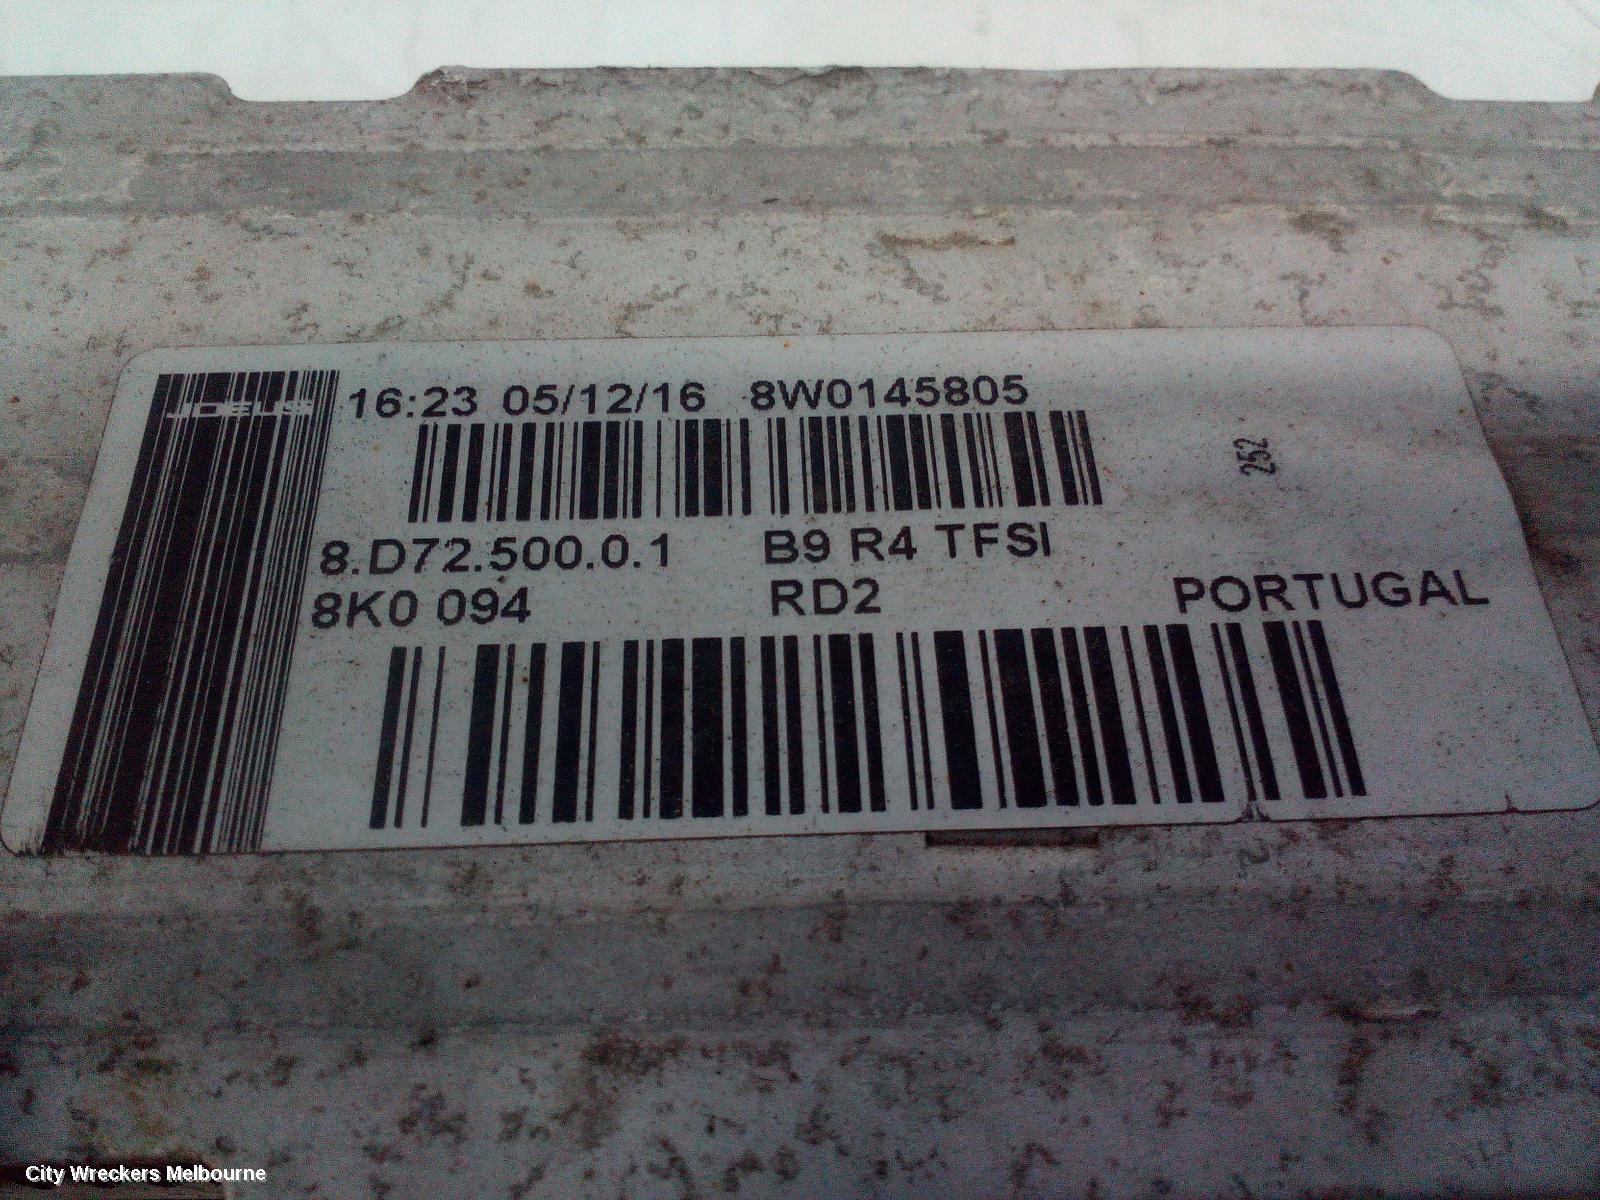 JDEUS
16:23 05/12/16 8W0145805
252
8.D72.500.0.1 B9 R4 TFSI
8K0 094 RD2 PORTUGAL
City Wreckers Melbourne